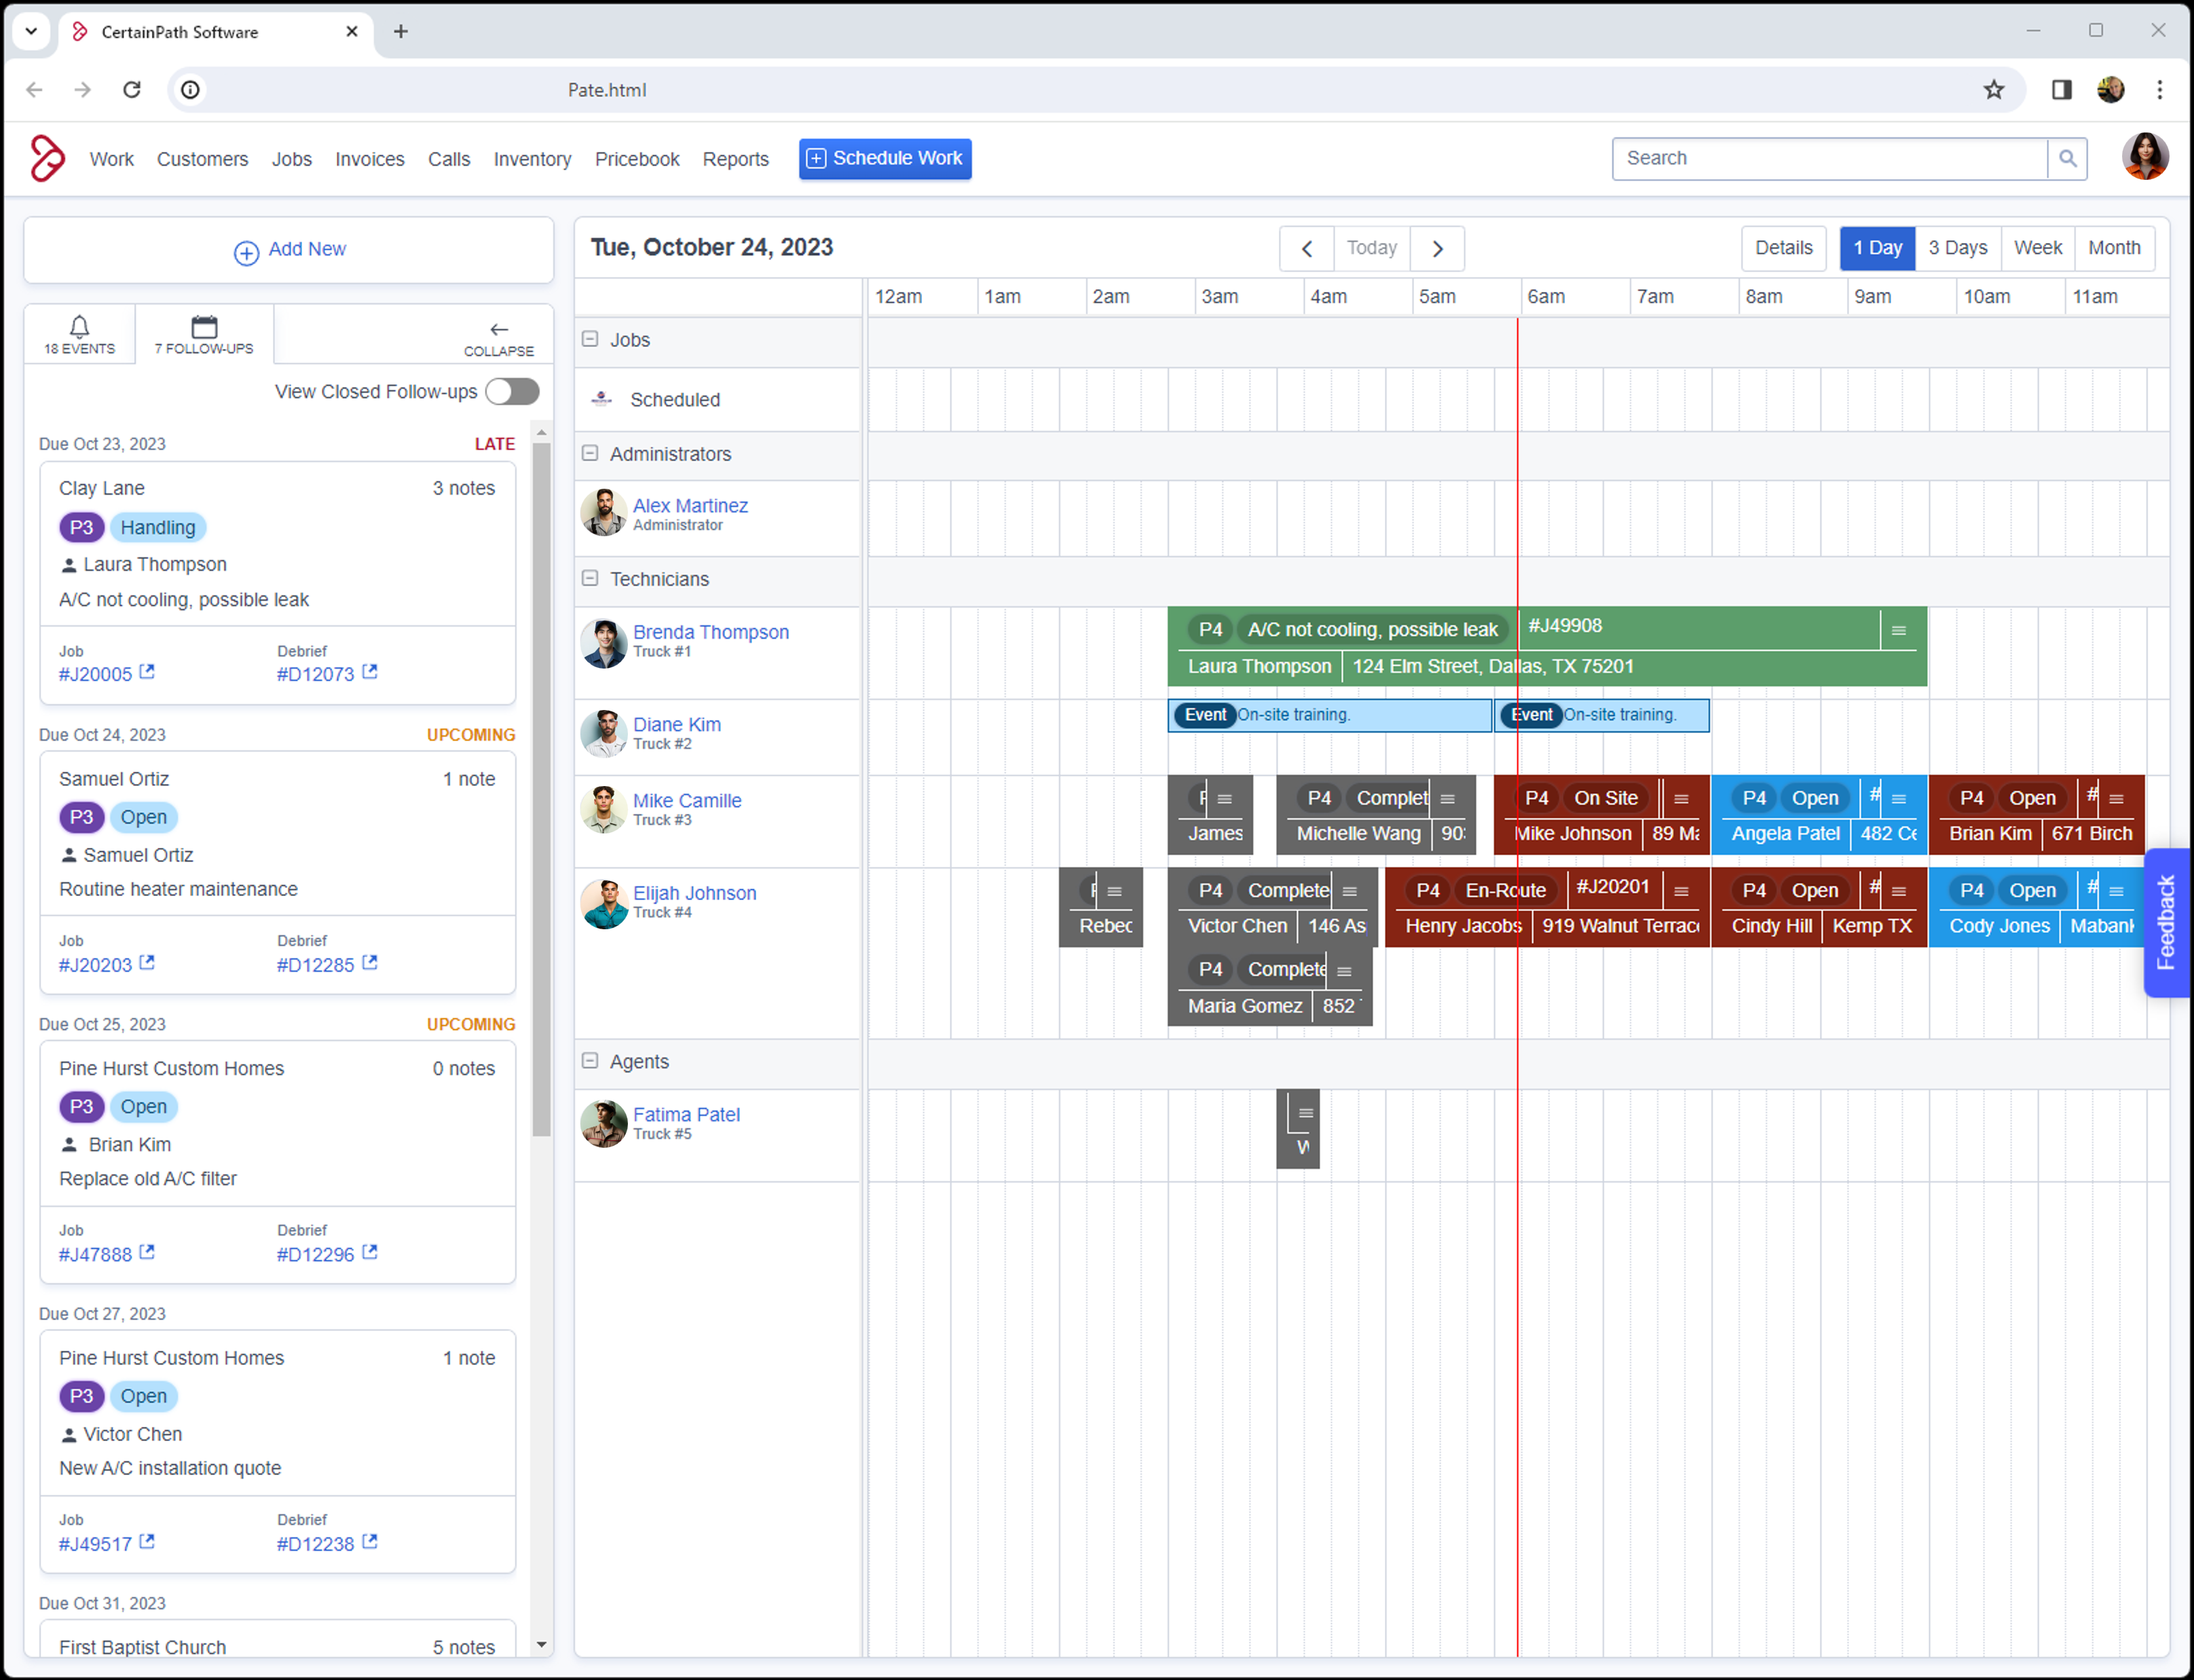 CertainPath Software
Pate.html
Work Customers Jobs Invoices Calls Inventory Pricebook Reports Schedule Work Search
Add New
18 EVENTS 7 FOLLOW-UPS COLLAPSE
View Closed Follow-ups
Due Oct 23, 2023 LATE
Clay Lane 3 notes
P3 Handling
Laura Thompson
A/C not cooling, possible leak
Job Debrief
#J20005 #D12073
Due Oct 24, 2023 UPCOMING
Samuel Ortiz 1 note
P3 Open
Samuel Ortiz
Routine heater maintenance
Job Debrief
#J20203 #D12285
Due Oct 25, 2023 UPCOMING
Pine Hurst Custom Homes 0 notes
P3 Open
Brian Kim
Replace old A/C filter
Job Debrief
#J47888 #D12296
Due Oct 27, 2023
Pine Hurst Custom Homes 1 note
P3 Open
Victor Chen
New A/C installation quote
Job Debrief
#J49517 #D12238
Due Oct 31, 2023
First Baptist Church 5 notes
Tue, October 24, 2023 Today Details 1 Day 3 Days Week Month
12am 1am 2am 3am 4am 5am 6am 7am 8am 9am 10am 11am
Jobs
Scheduled
Administrators
Alex Martinez
Administrator
Technicians
Brenda Thompson
Truck #1
P4 A/C not cooling, possible leak #J49908
Laura Thompson 124 Elm Street, Dallas, TX 75201
Diane Kim
Truck #2
Event On-site training. Event On-site training.
Mike Camille
Truck #3
P4 Complet P4 On Site P4 Open # P4 Open #
James Michelle Wang 90 Mike Johnson 89 Ma Angela Patel 482 Ce Brian Kim 671 Birch
Elijah Johnson
Truck #4
P4 Complete P4 En-Route #J20201 P4 Open # P4 Open #
Rebec Victor Chen 146 As Henry Jacobs 919 Walnut Terrac Cindy Hill Kemp TX Cody Jones Mabank
P4 Complete
Maria Gomez 852
Agents
Fatima Patel
Truck #5
W
Feedback